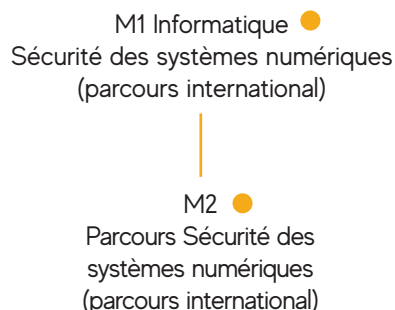 M1 Informatique
Sécurité des systèmes numériques
(parcours international)
M2
Parcours Sécurité des
systèmes numériques
(parcours international)